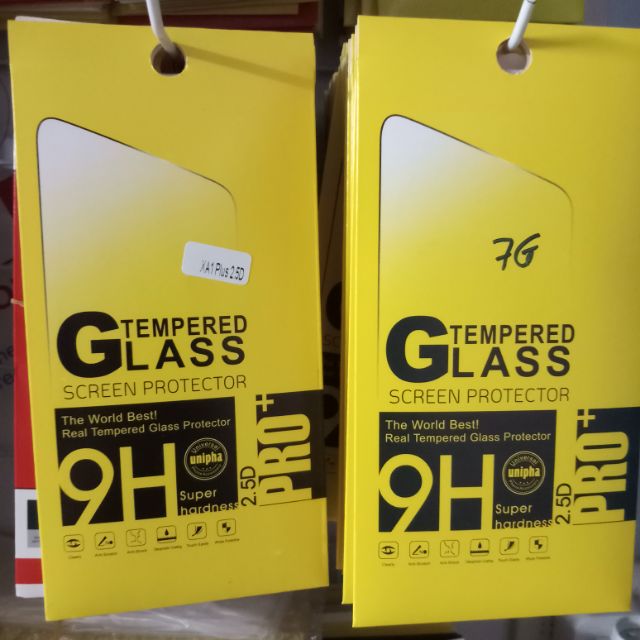 XA1 Plus 2.5D
TEMPERED
GLASS
SCREEN PROTECTOR
The World Best!
Real Tempered Glass Protector
9H
Universal
unipha
Super
hardness
2.5D
PRO+
7G
TEMPERED
GLASS
SCREEN PROTECTOR
The World Best!
Real Tempered Glass Protector
9H
Universal
unipha
Super
hardness
2.5D
PRO+